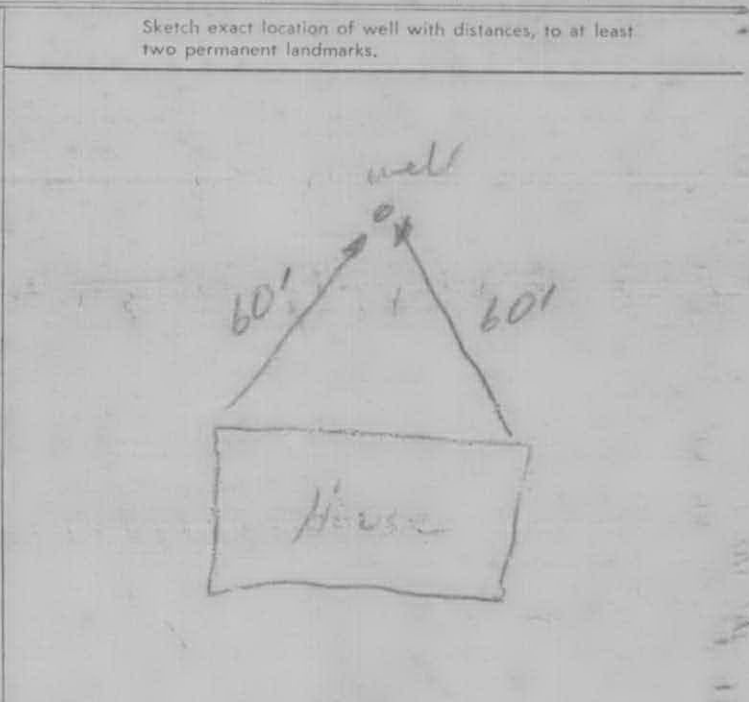 Sketch exact location of well with distances, to at least
two permanent landmarks.
well
60'
60'
House